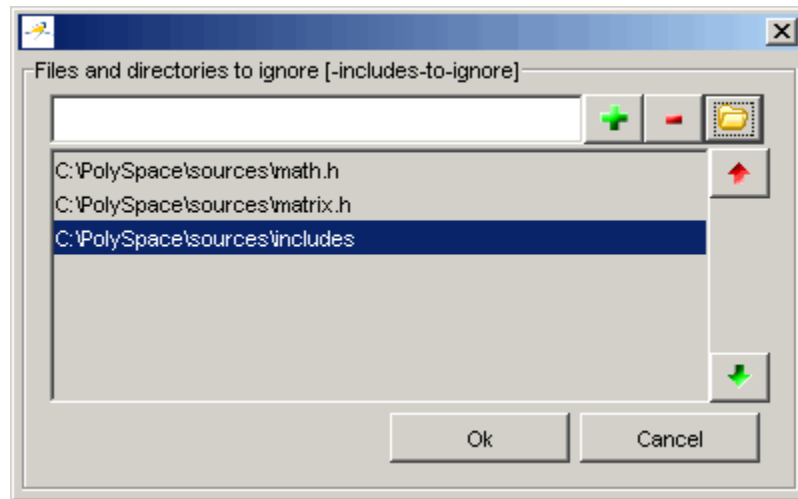 Files and directories to ignore [-includes-to-ignore]
C:\PolySpace\sources\math.h
C:\PolySpace\sources\matrix.h
C:\PolySpace\sources\includes
Ok
Cancel